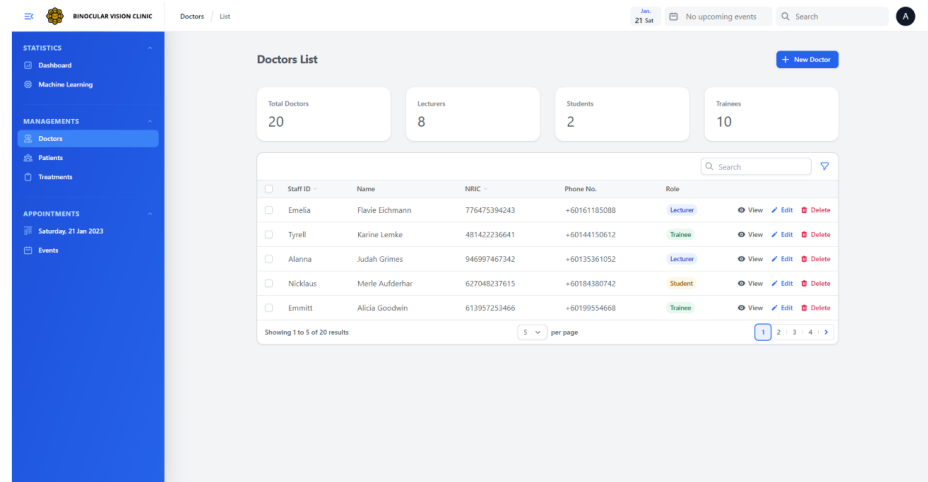 BINOCULAR VISION CLINIC
Doctors / List
Jan.
21 Sat
No upcoming events
Search
A
STATISTICS
Dashboard
Machine Learning
MANAGEMENTS
Doctors
Patients
Treatments
APPOINTMENTS
Saturday, 21 Jan 2023
Events
Doctors List
+ New Doctor
Total Doctors
20
Lecturers
8
Students
2
Trainees
10
Search
Staff ID Name NRIC Phone No. Role
Emelia Flavie Eichmann 776475394243 +60161185088 Lecturer View Edit Delete
Tyrell Karine Lemke 481422236641 +60144150612 Trainee View Edit Delete
Alanna Judah Grimes 946997467342 +60135361052 Lecturer View Edit Delete
Nicklaus Merle Aufderhar 627048237615 +60184380742 Student View Edit Delete
Emmitt Alicia Goodwin 613957253466 +60199554668 Trainee View Edit Delete
Showing 1 to 5 of 20 results 5 per page 1 2 3 4 >